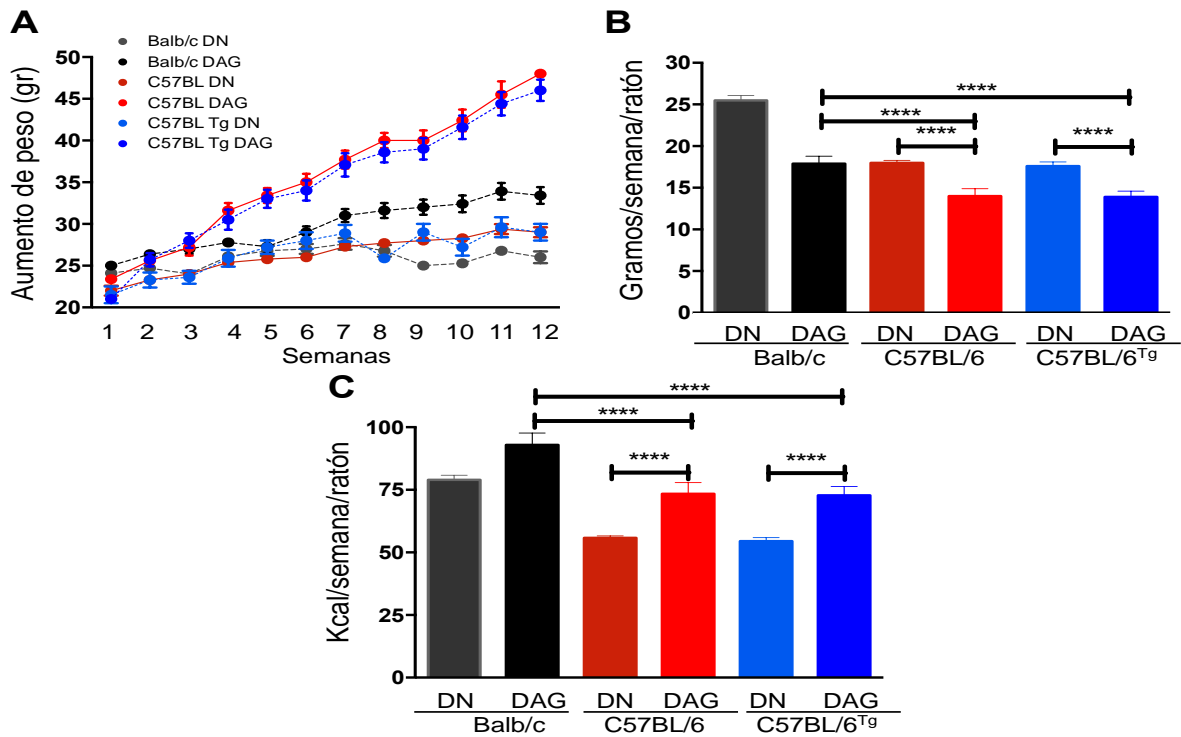 A
Balb/c DN
Balb/c DAG
C57BL DN
C57BL DAG
C57BL Tg DN
C57BL Tg DAG
Aumento de peso (gr)
50
45
40
35
30
25
20
1 2 3 4 5 6 7 8 9 10 11 12
Semanas
B
Gramos/semana/ratón
30
25
20
15
10
5
0
****
****
**** ****
DN DAG DN DAG DN DAG
Balb/c C57BL/6 C57BL/6Tg
C
Kcal/semana/ratón
100
75
50
25
0
****
****
**** ****
DN DAG DN DAG DN DAG
Balb/c C57BL/6 C57BL/6Tg